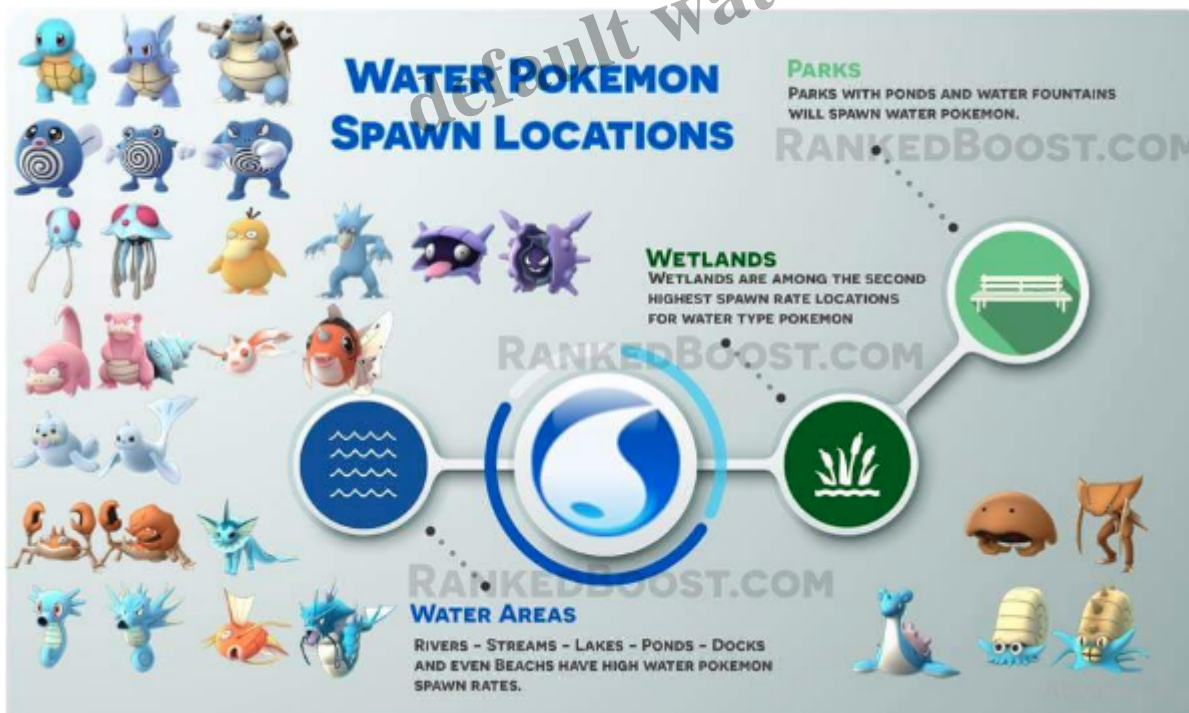 default wat
WATER POKEMON
SPAWN LOCATIONS
PARKS
PARKS WITH PONDS AND WATER FOUNTAINS
WILL SPAWN WATER POKEMON.
RANKEDBOOST.COM
WETLANDS
WETLANDS ARE AMONG THE SECOND
HIGHEST SPAWN RATE LOCATIONS
FOR WATER TYPE POKEMON
RANKEDBOOST.COM
RANKEDBOOST.COM
WATER AREAS
RIVERS - STREAMS - LAKES - PONDS - DOCKS
AND EVEN BEACHS HAVE HIGH WATER POKEMON
SPAWN RATES.